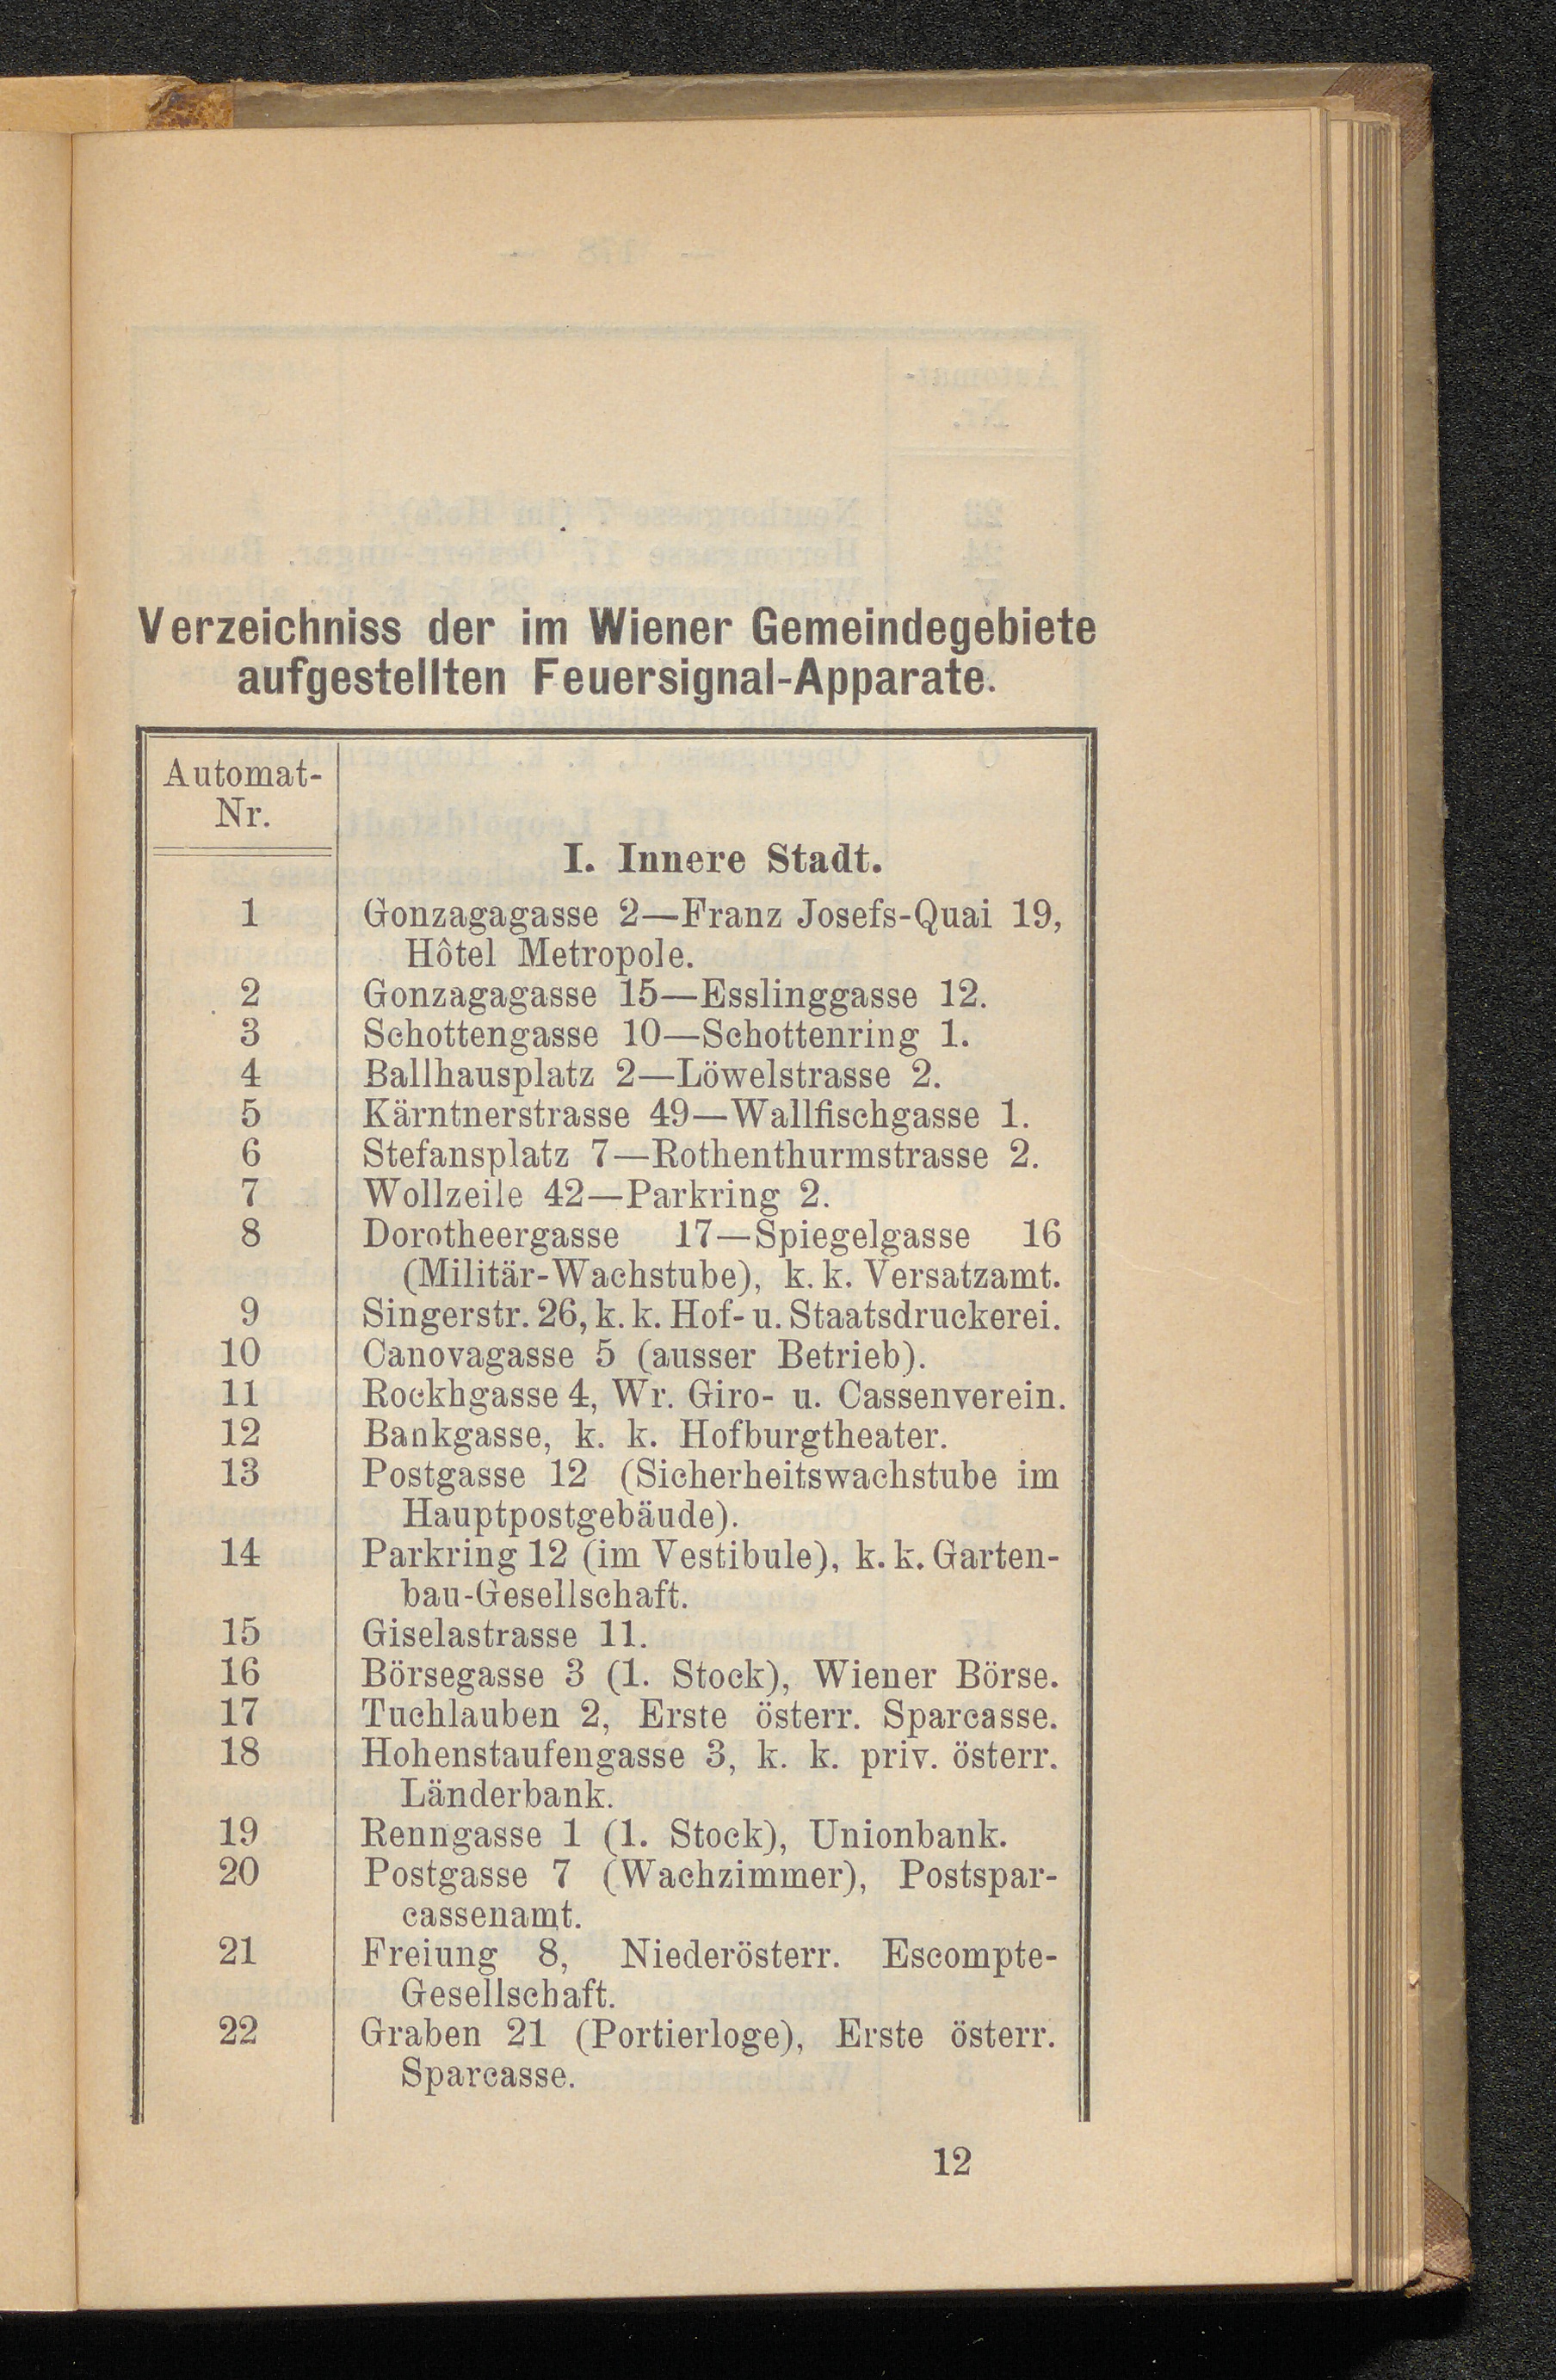 Verzeichniss der im Wiener Gemeindegebiete
aufgestellten Feuersignal-Apparate.
Automat-
Nr.
I. Innere Stadt.
1 Gonzagagasse 2—Franz Josefs-Quai 19,
Hôtel Metropole.
2 Gonzagagasse 15—Esslinggasse 12.
3 Schottengasse 10—Schottenring 1.
4 Ballhausplatz 2—Löwelstrasse 2.
5 Kärntnerstrasse 49—Wallfischgasse 1.
6 Stefansplatz 7—Rothenthurmstrasse 2.
7 Wollzeile 42—Parkring 2.
8 Dorotheergasse 17—Spiegelgasse 16
(Militär-Wachstube), k. k. Versatzamt.
9 Singerstr. 26, k. k. Hof- u. Staatsdruckerei.
10 Canovagasse 5 (ausser Betrieb).
11 Rockhgasse 4, Wr. Giro- u. Cassenverein.
12 Bankgasse, k. k. Hofburgtheater.
13 Postgasse 12 (Sicherheitswachstube im
Hauptpostgebäude).
14 Parkring 12 (im Vestibule), k. k. Garten-
bau-Gesellschaft.
15 Giselastrasse 11.
16 Börsegasse 3 (1. Stock), Wiener Börse.
17 Tuchlauben 2, Erste österr. Sparcasse.
18 Hohenstaufengasse 3, k. k. priv. österr.
Länderbank.
19 Renngasse 1 (1. Stock), Unionbank.
20 Postgasse 7 (Wachzimmer), Postspar-
cassenamt.
21 Freiung 8, Niederösterr. Escompte-
Gesellschaft.
22 Graben 21 (Portierloge), Erste österr.
Sparcasse.
12